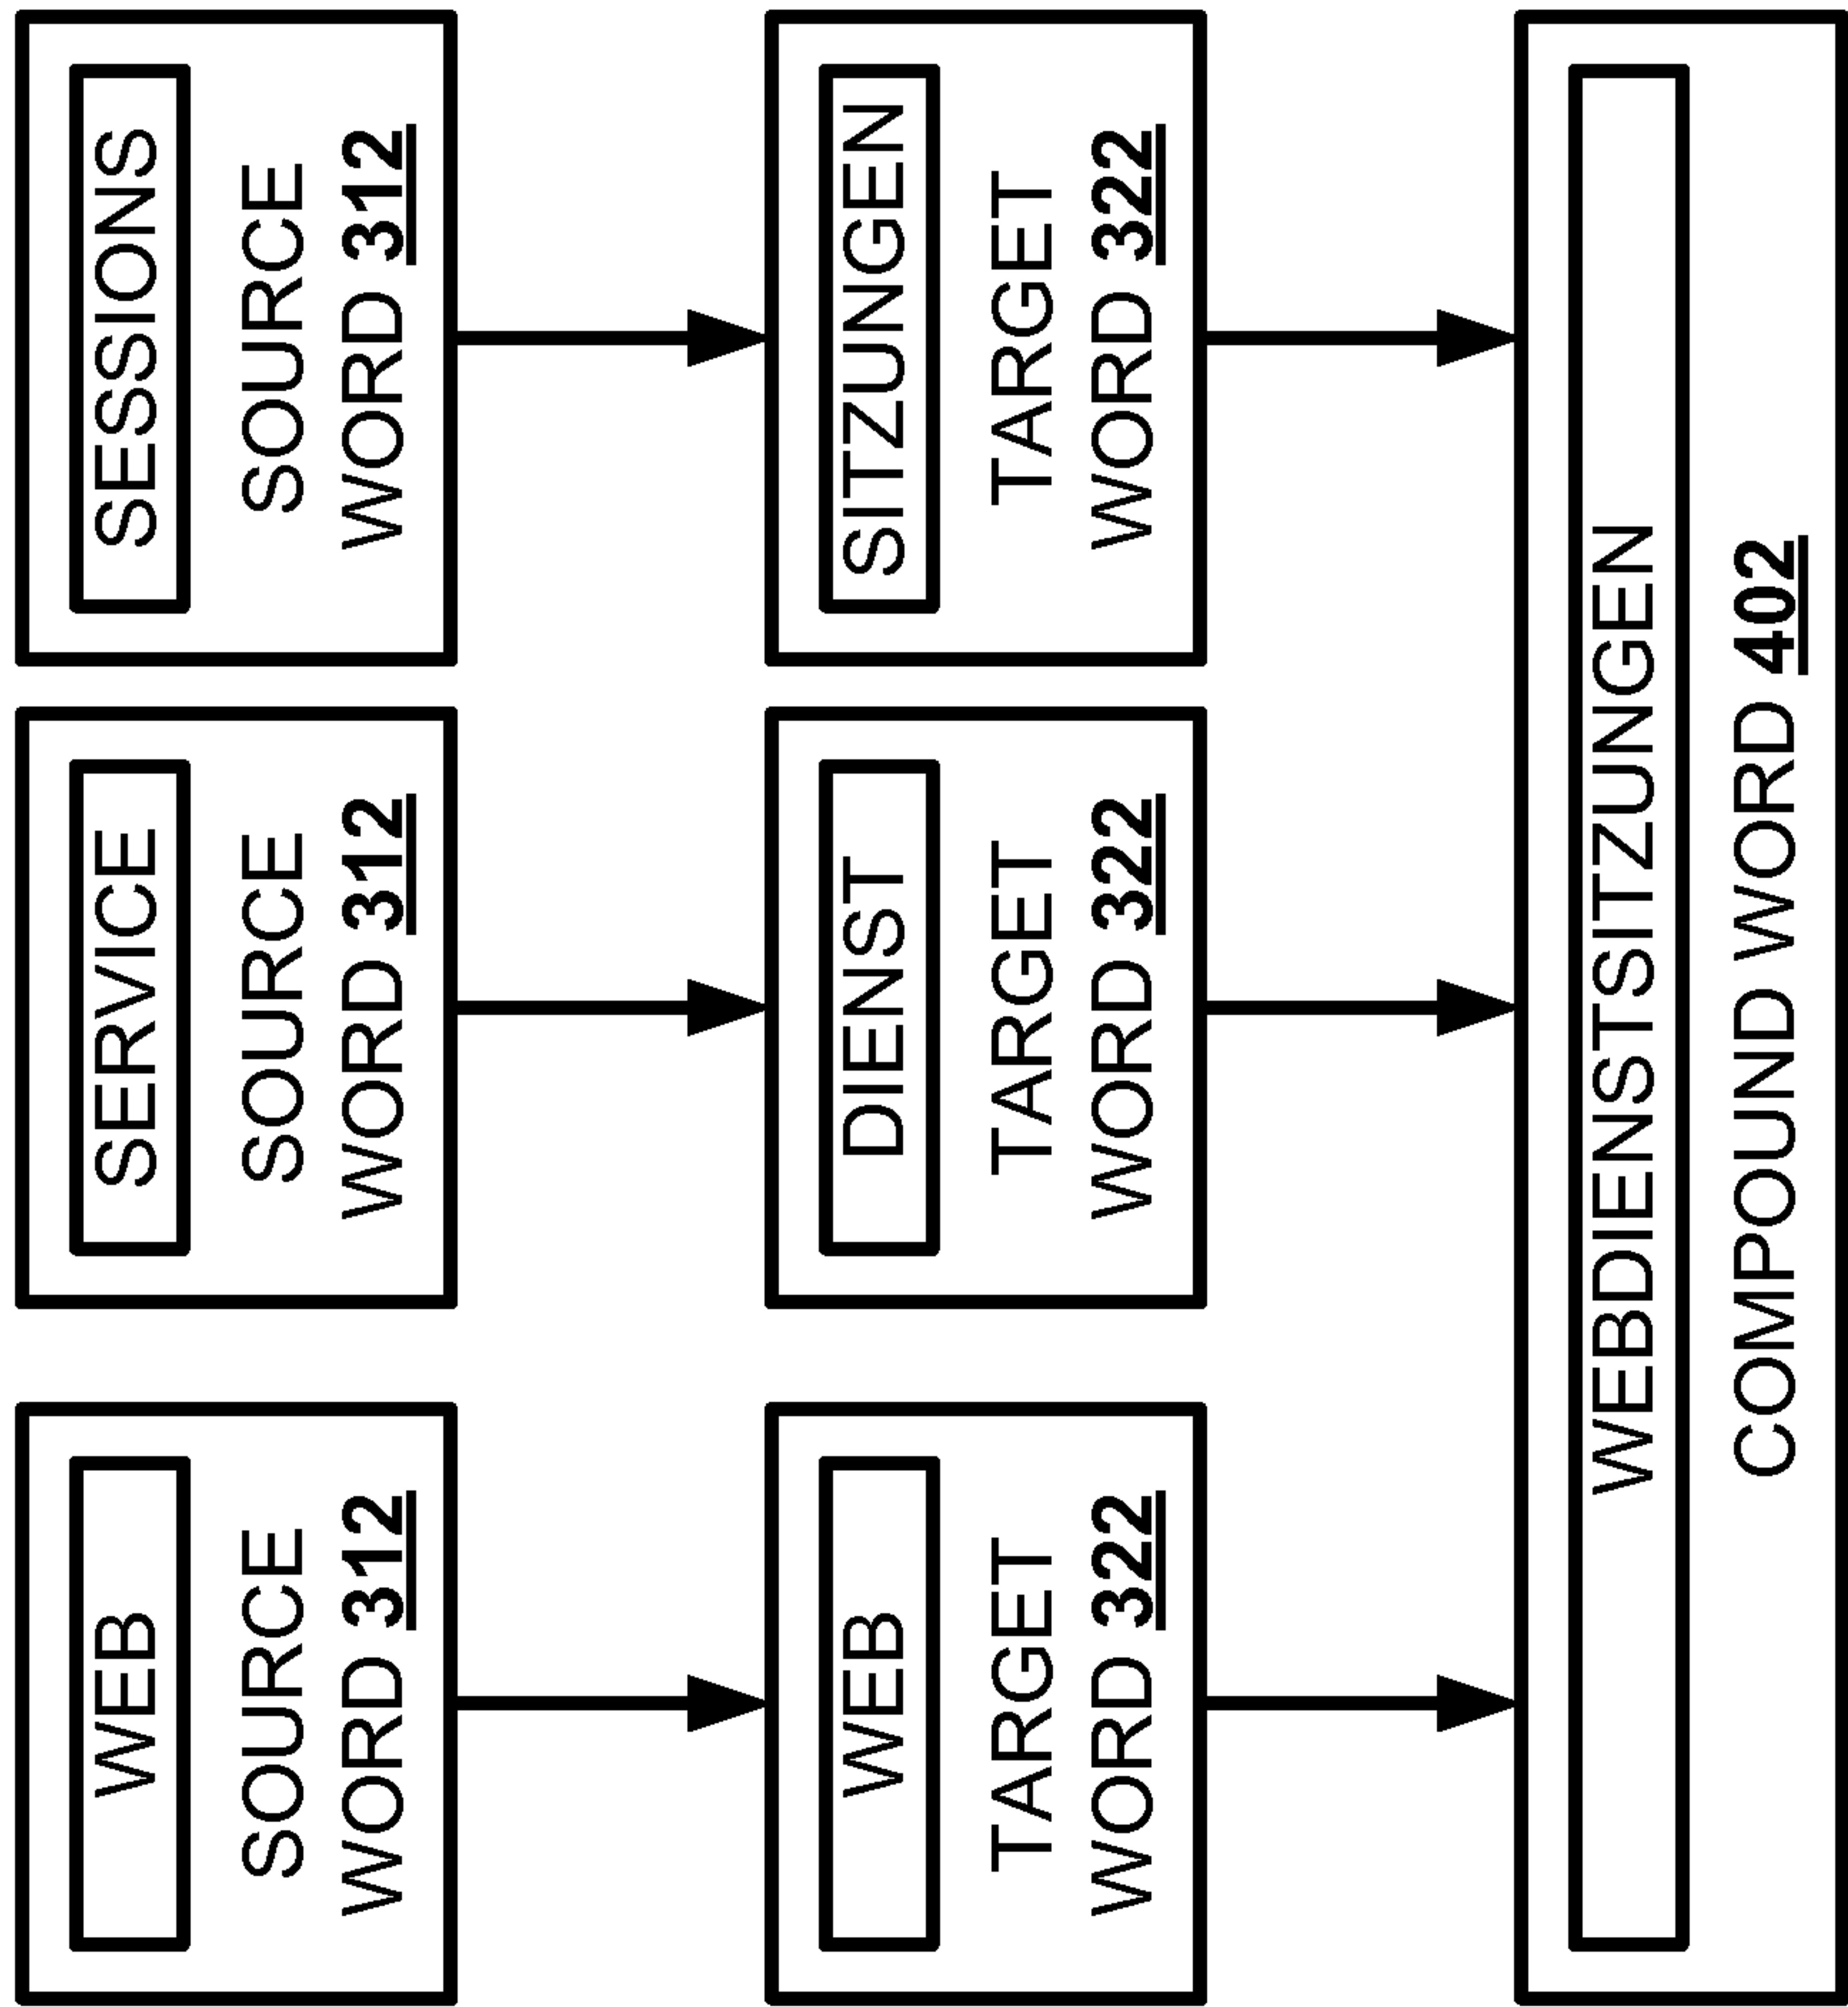 WEB
SOURCE
WORD 312
SERVICE
SOURCE
WORD 312
SESSIONS
SOURCE
WORD 312
WEB
TARGET
WORD 322
DIENST
TARGET
WORD 322
SITZUNGEN
TARGET
WORD 322
WEBDIENSTSITZUNGEN
COMPOUND WORD 402